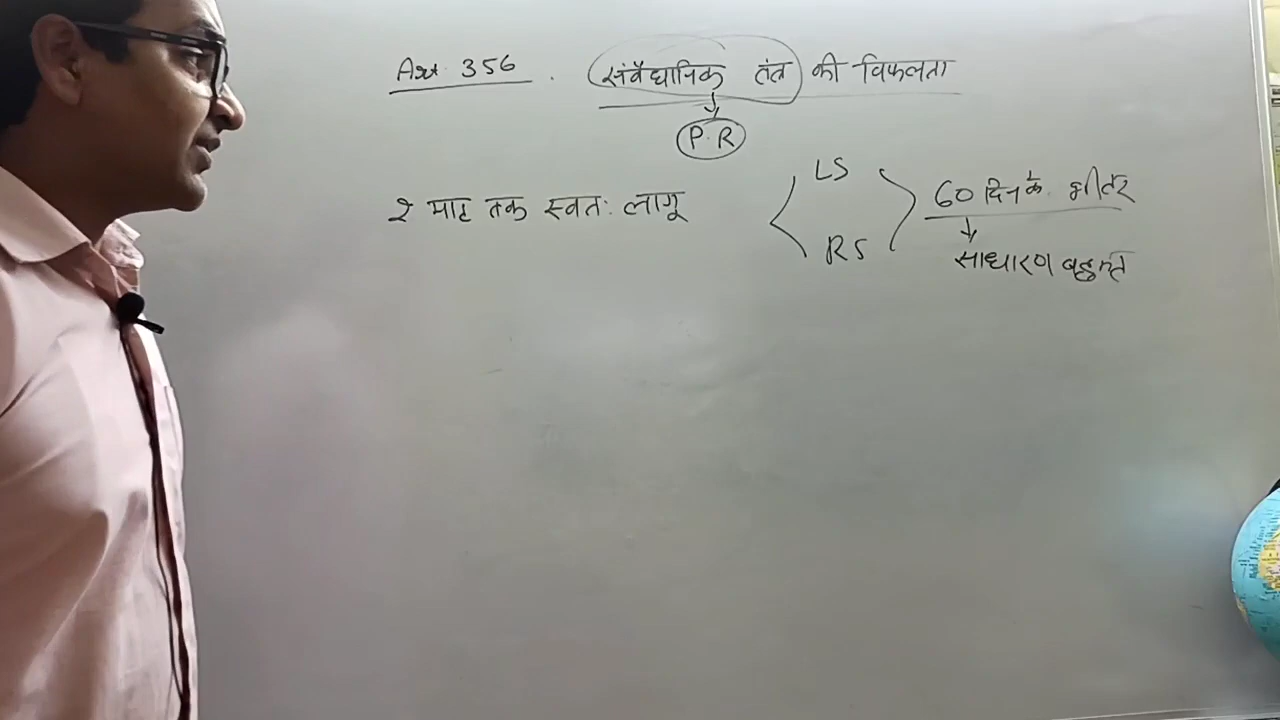 Art. 356 . संवैधानिक तंत्र की विफलता
P.R
2 माह तक स्वतः लागू
LS
RS
60 दिन के भीतर
साधारण बहुमत